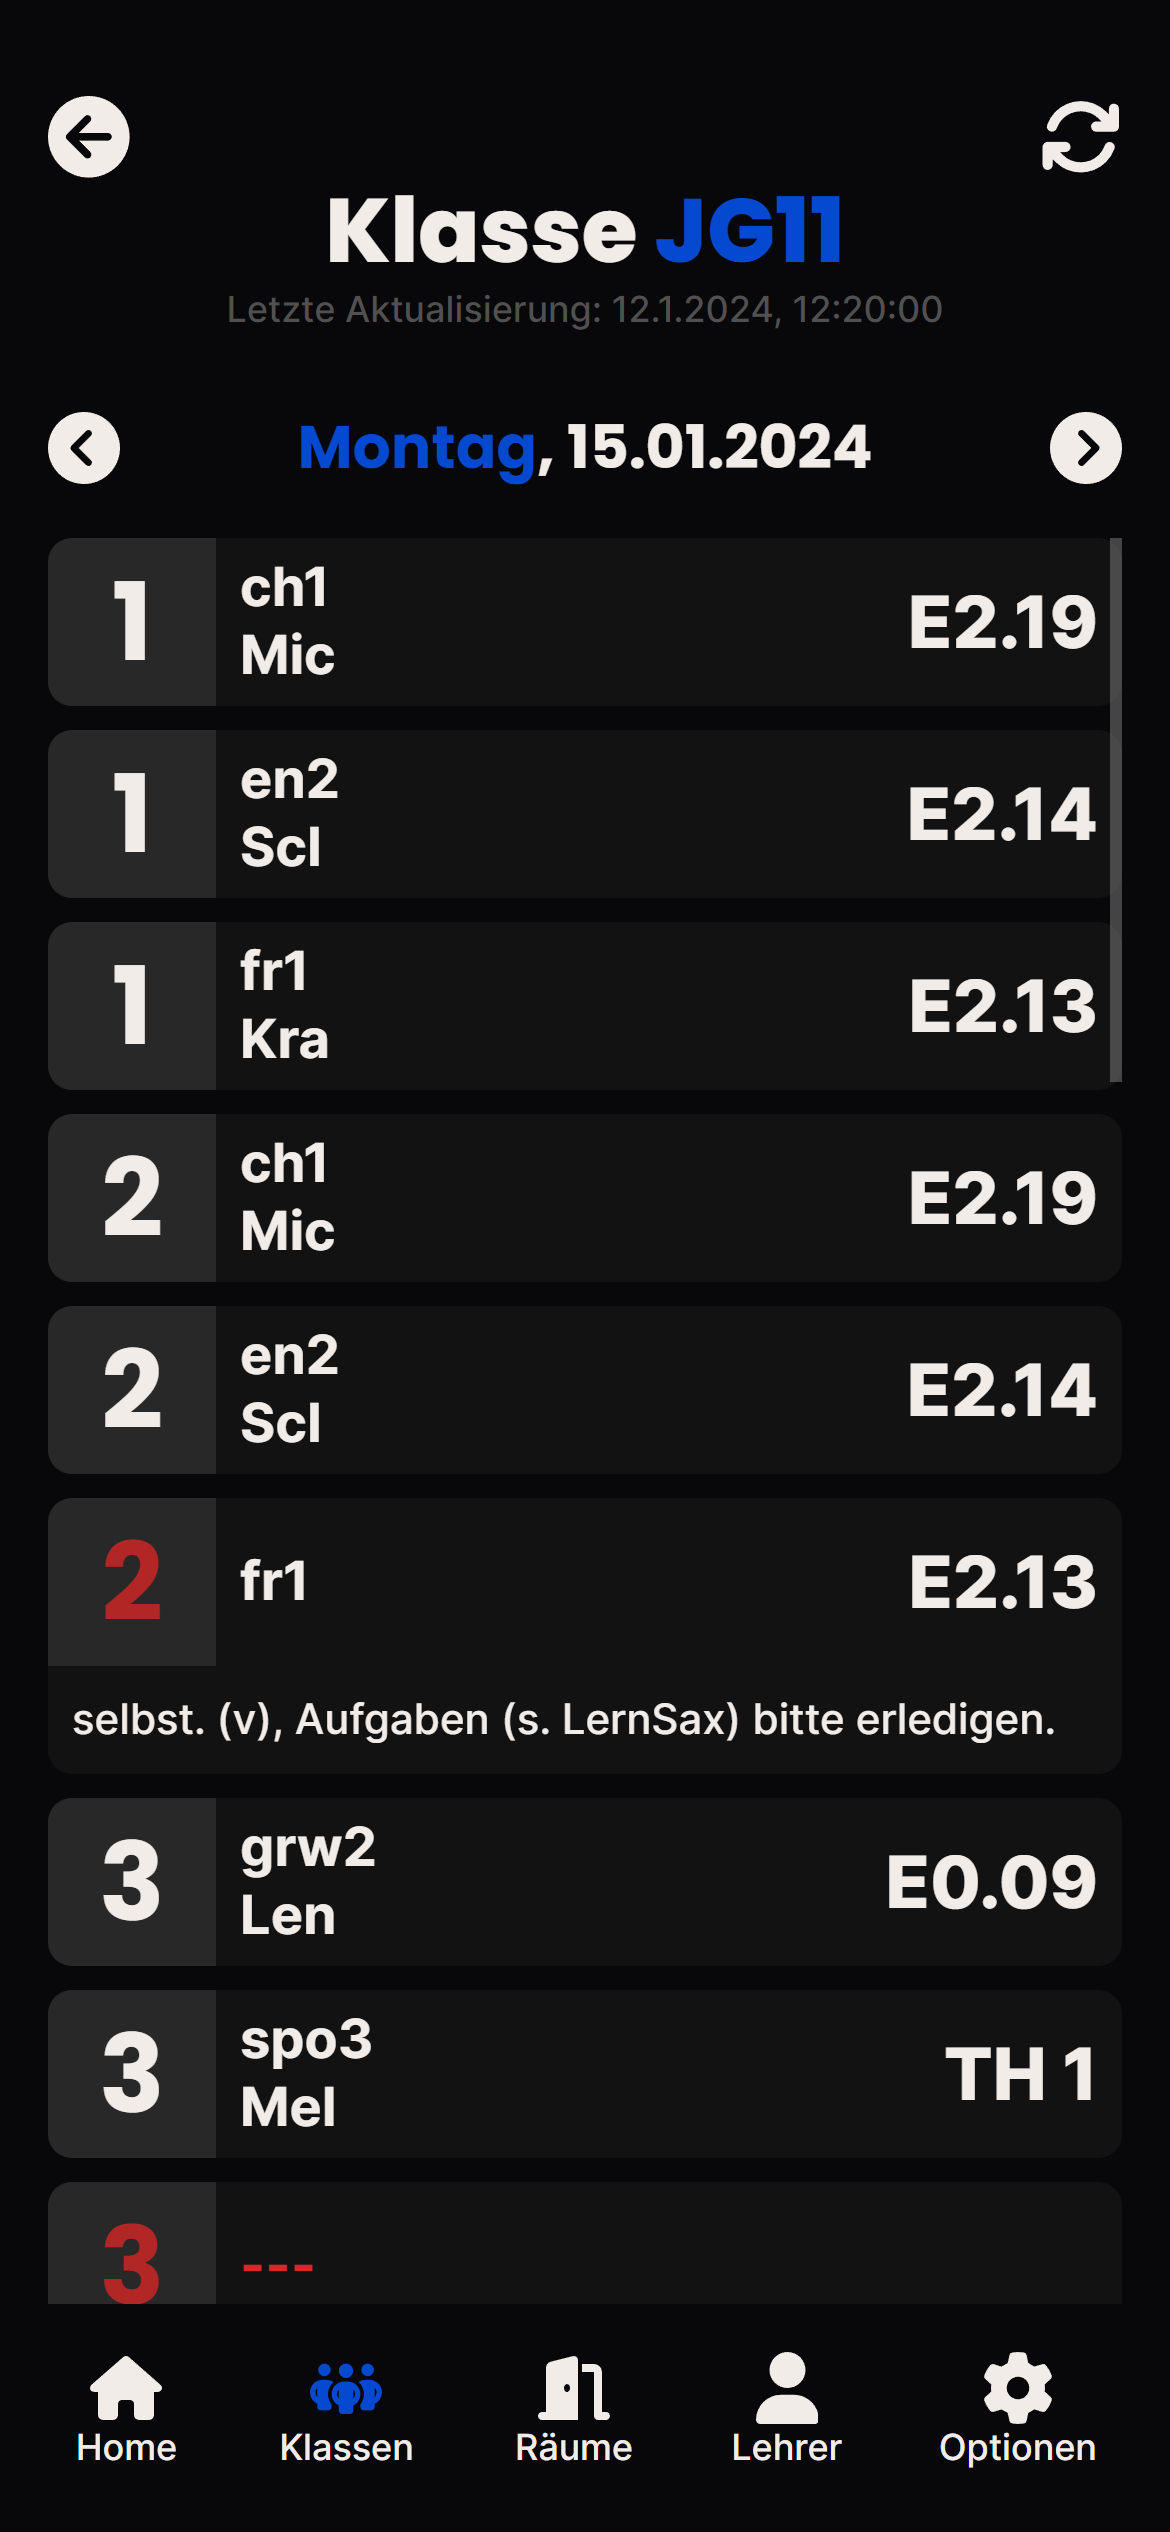 Klasse JG11
Letzte Aktualisierung: 12.1.2024, 12:20:00
Montag, 15.01.2024
1
ch1
Mic
E2.19
1
en2
Scl
E2.14
1
fr1
Kra
E2.13
2
ch1
Mic
E2.19
2
en2
Scl
E2.14
2
fr1
E2.13
selbst. (v), Aufgaben (s. LernSax) bitte erledigen.
3
grw2
Len
E0.09
3
spo3
Mel
TH 1
3
---
Home
Klassen
Räume
Lehrer
Optionen